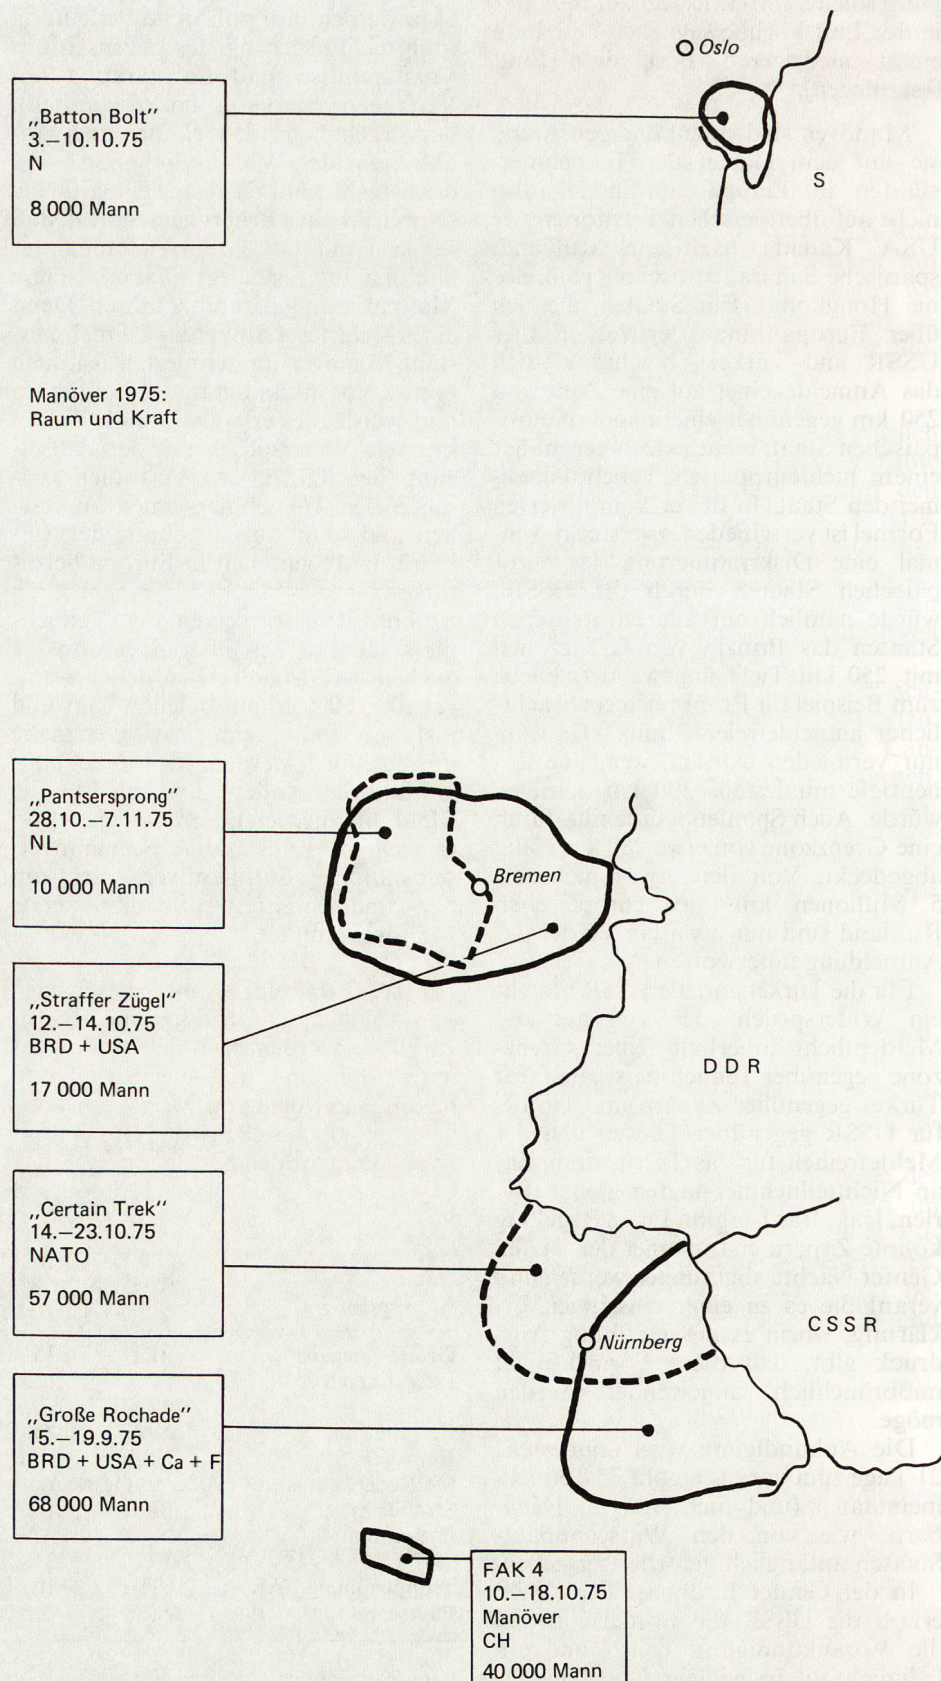 Oslo
„Batton Bolt"
3.–10.10.75
N
8 000 Mann
S
Manöver 1975:
Raum und Kraft
„Pantsersprong"
28.10.–7.11.75
NL
10 000 Mann
Bremen
„Straffer Zügel"
12.–14.10.75
BRD + USA
17 000 Mann
DDR
„Certain Trek"
14.–23.10.75
NATO
57 000 Mann
CSSR
Nürnberg
„Große Rochade"
15.–19.9.75
BRD + USA + Ca + F
68 000 Mann
FAK 4
10.–18.10.75
Manöver
CH
40 000 Mann